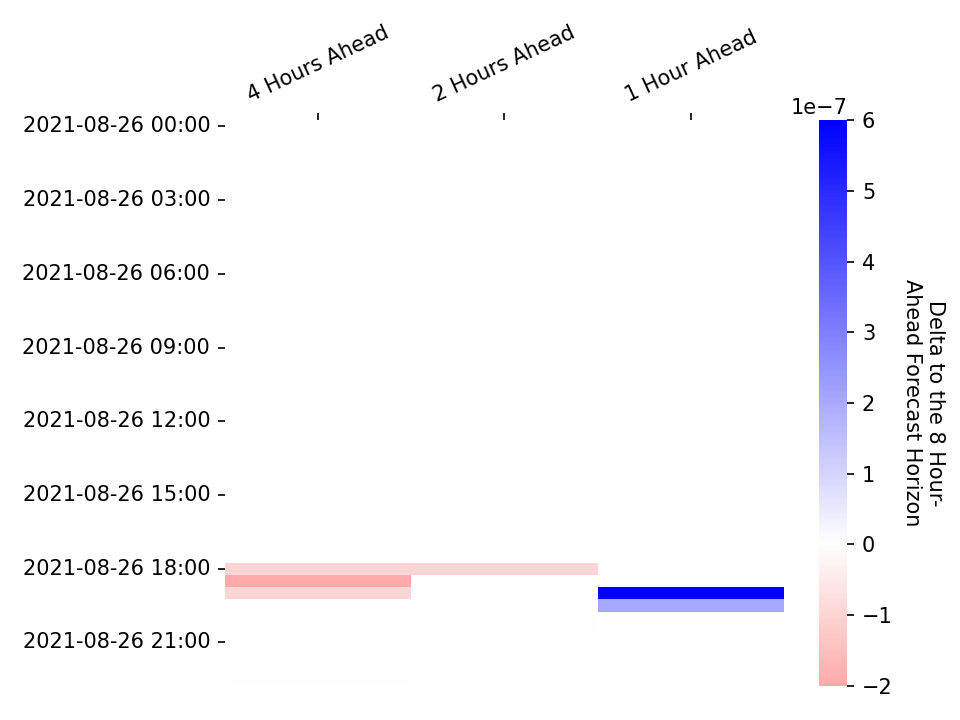 4 Hours Ahead
2 Hours Ahead
1 Hour Ahead
2021-08-26 00:00
2021-08-26 03:00
2021-08-26 06:00
2021-08-26 09:00
2021-08-26 12:00
2021-08-26 15:00
2021-08-26 18:00
2021-08-26 21:00
1e−7
6
5
4
3
2
1
0
−1
−2
Delta to the 8 Hour-
Ahead Forecast Horizon